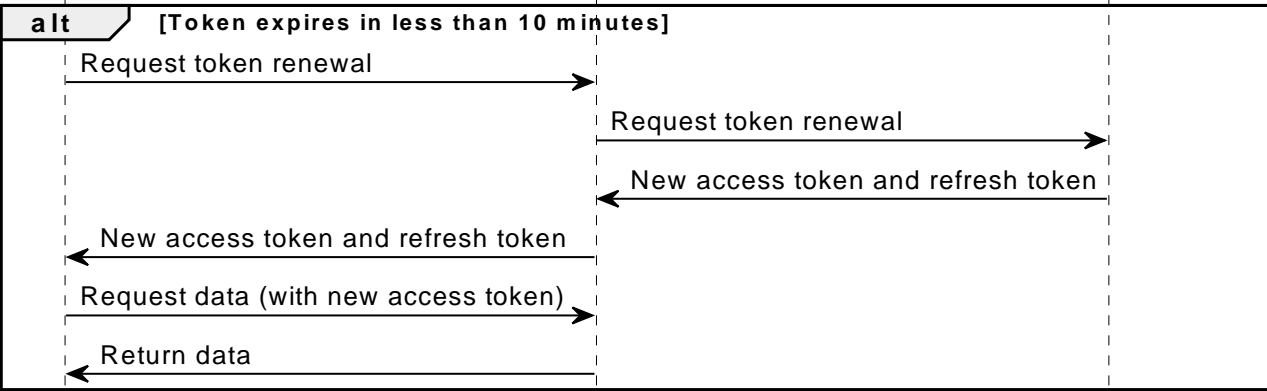 alt [Token expires in less than 10 minutes]
Request token renewal
Request token renewal
New access token and refresh token
New access token and refresh token
Request data (with new access token)
Return data